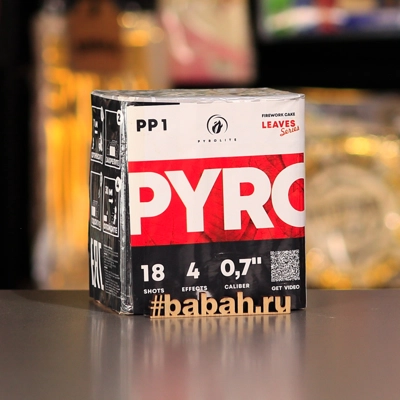 PP1
PYROLITE
FIREWORK CAKE
LEAVES
Series
PYRO
18 4 0,7"
SHOTS EFFECTS CALIBER GET VIDEO
#babah.ru